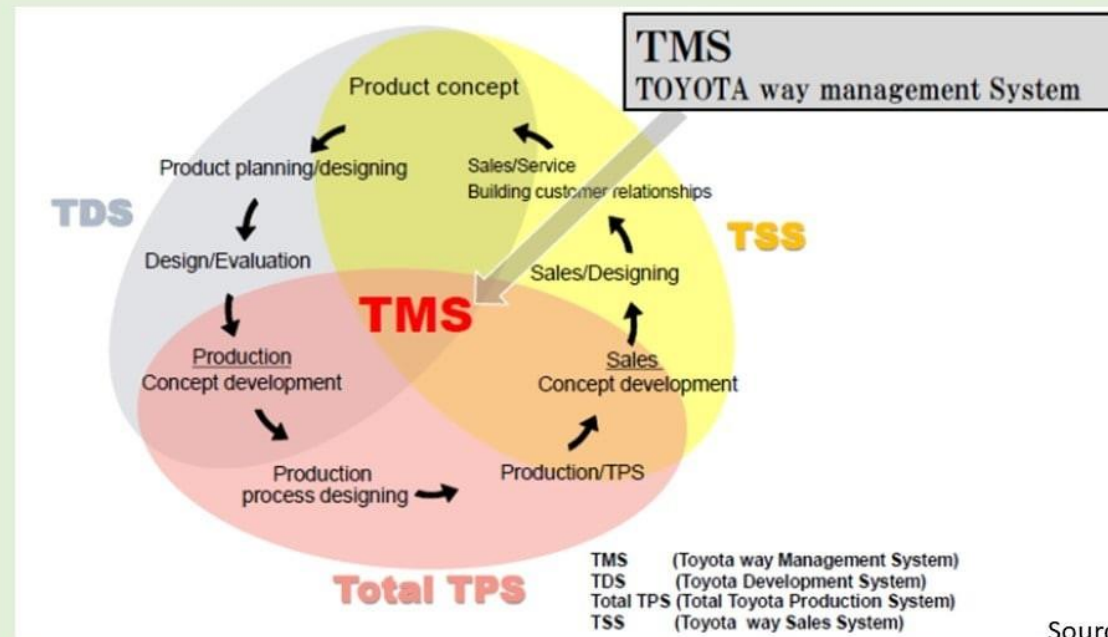 TMS
TOYOTA way management System
Product concept
Product planning/designing
Sales/Service
Building customer relationships
TDS
TSS
Design/Evaluation
Sales/Designing
TMS
Production
Concept development
Sales
Concept development
Production
process designing
Production/TPS
Total TPS
TMS (Toyota way Management System)
TDS (Toyota Development System)
Total TPS (Total Toyota Production System)
TSS (Toyota way Sales System)